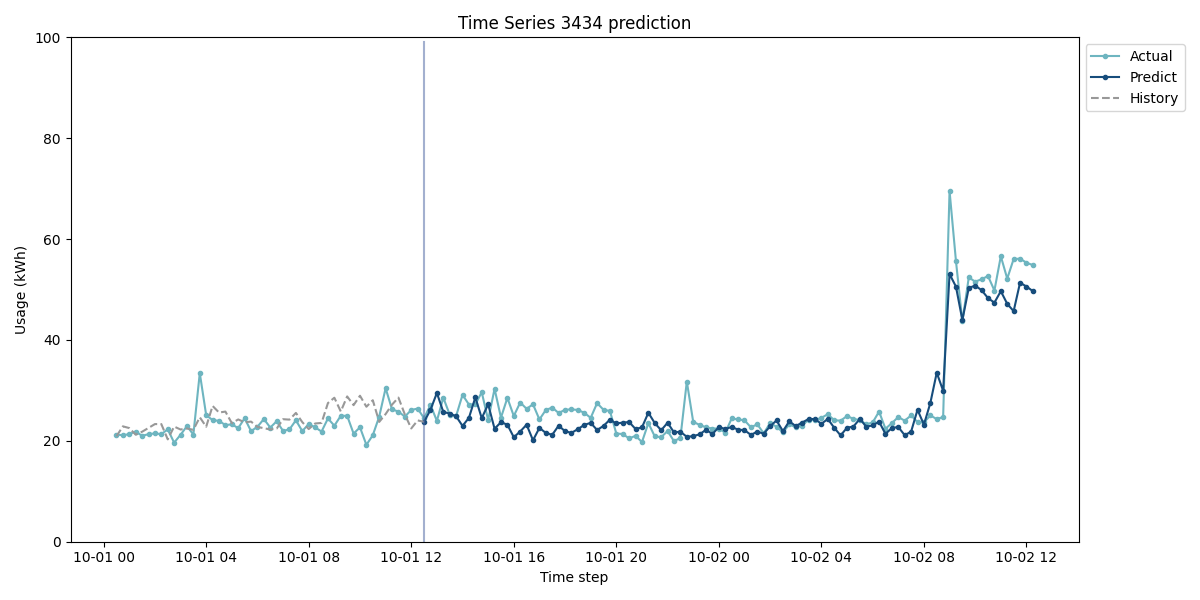 Time Series 3434 prediction
100
80
60
40
20
0
Usage (kWh)
10-01 00
10-01 04
10-01 08
10-01 12
10-01 16
10-01 20
10-02 00
10-02 04
10-02 08
10-02 12
Time step
Actual
Predict
History